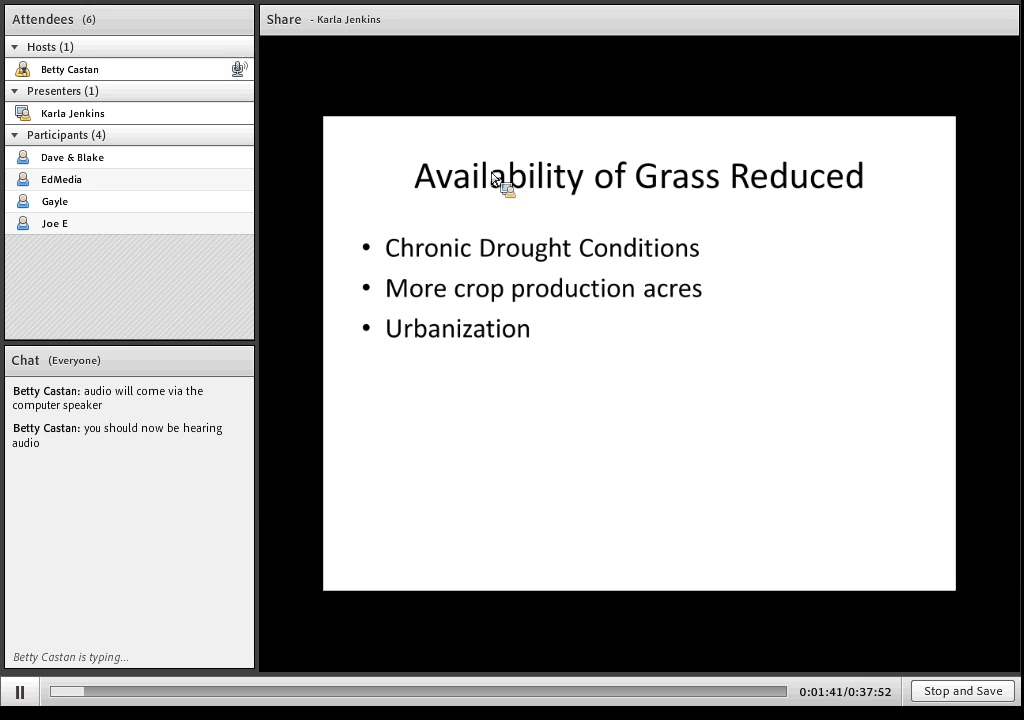 Attendees (6)
Hosts (1)
Betty Castan
Presenters (1)
Karla Jenkins
Participants (4)
Dave & Blake
EdMedia
Gayle
Joe E
Chat (Everyone)
Betty Castan: audio will come via the
computer speaker
Betty Castan: you should now be hearing
audio
Betty Castan is typing...
Share - Karla Jenkins
Availability of Grass Reduced
• Chronic Drought Conditions
• More crop production acres
• Urbanization
0:01:41/0:37:52
Stop and Save